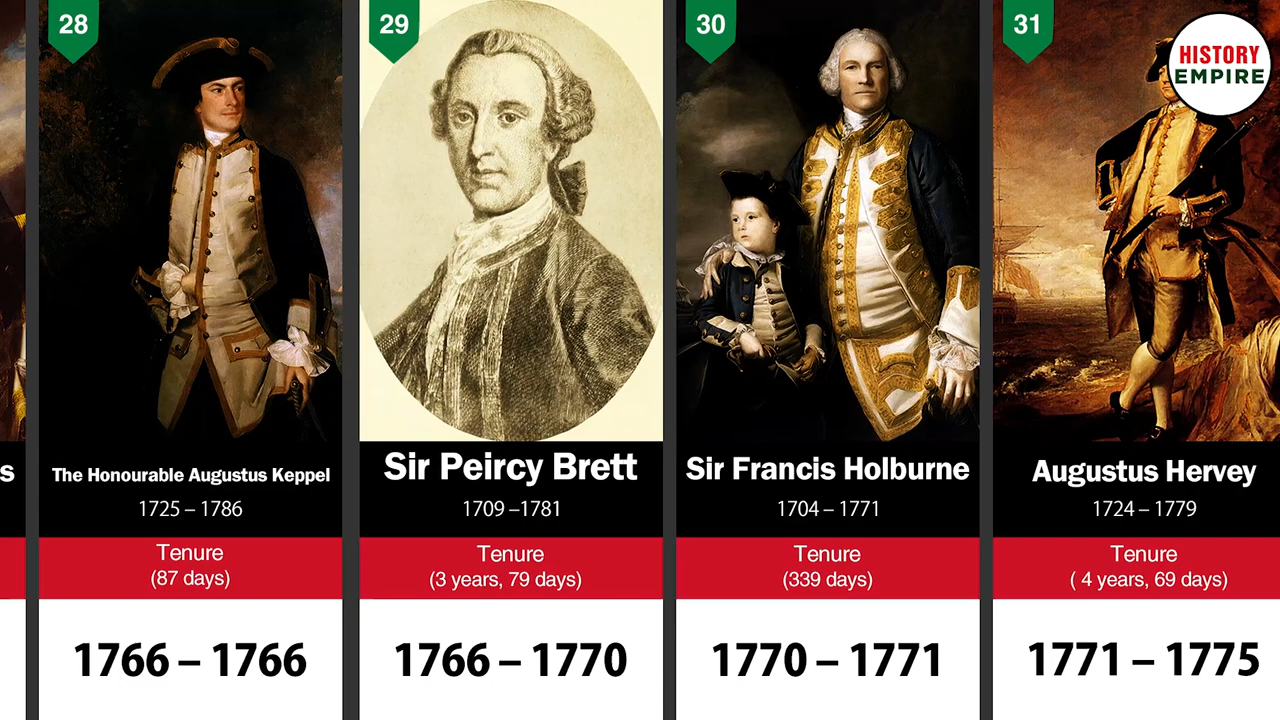 28
29
30
31
HISTORY
EMPIRE
s
The Honourable Augustus Keppel
1725 – 1786
Tenure
(87 days)
1766 – 1766
Sir Peircy Brett
1709 –1781
Tenure
(3 years, 79 days)
1766 – 1770
Sir Francis Holburne
1704 – 1771
Tenure
(339 days)
1770 – 1771
Augustus Hervey
1724 – 1779
Tenure
( 4 years, 69 days)
1771 – 1775